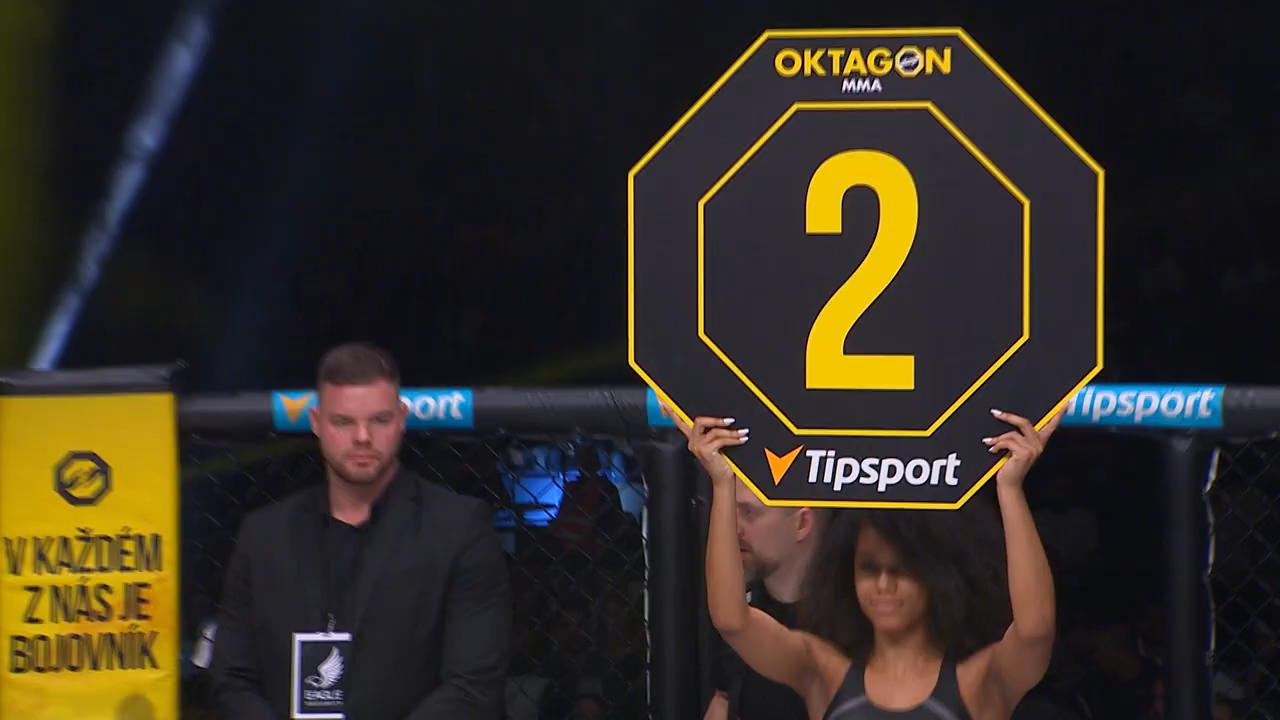 OKTAGON
MMA
2
Tipsport
port
Tipsport
V KAŽDÉM
Z NÁS JE
BOJOVNÍK
EAGLE